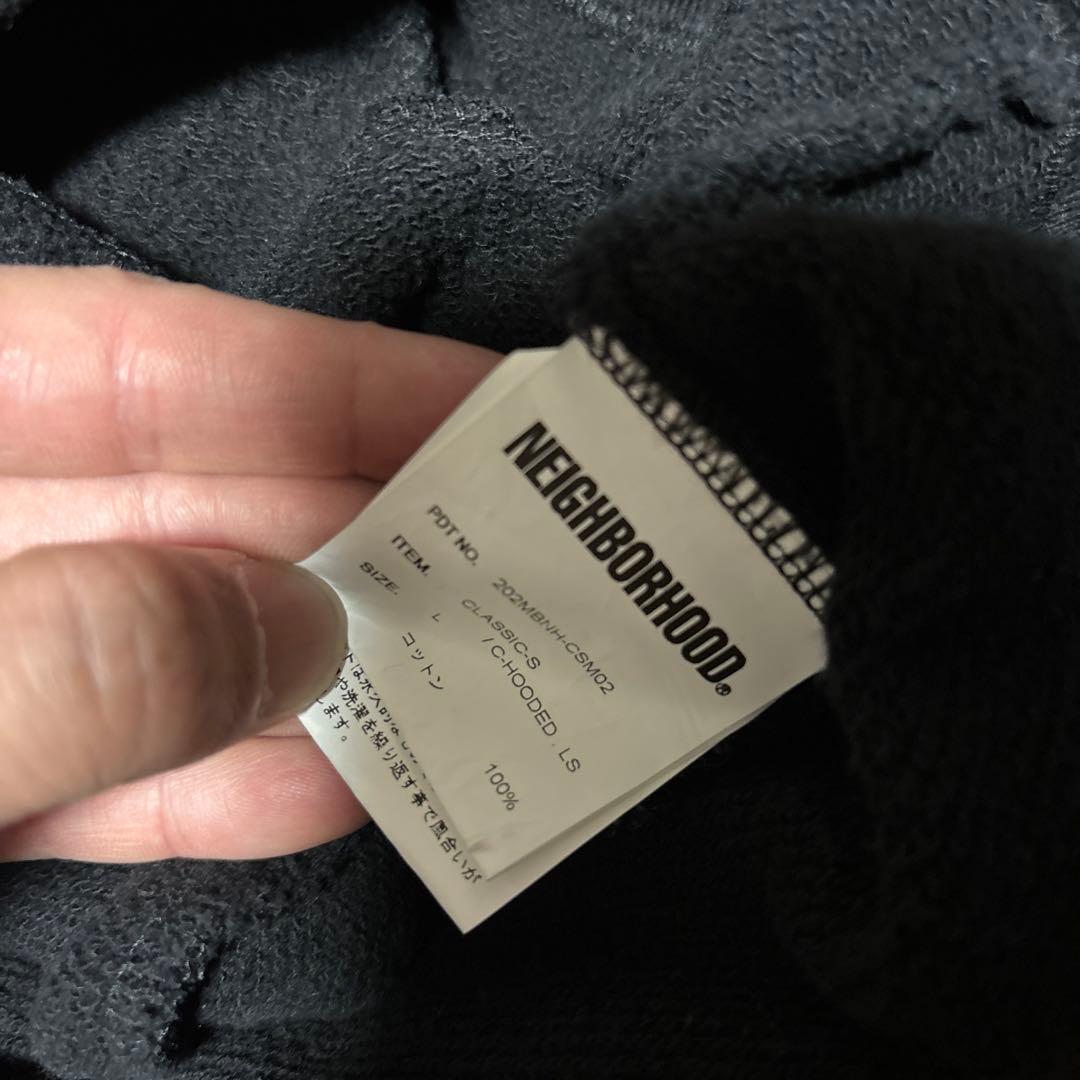 NEIGHBORHOOD®
PDT NO. 202MBNH-CSM02
ITEM. CLASSIC-S
/ C-HOODED . LS
SIZE. L
コットン 100%
や洗濯を繰り返す事で風合いが
ます。